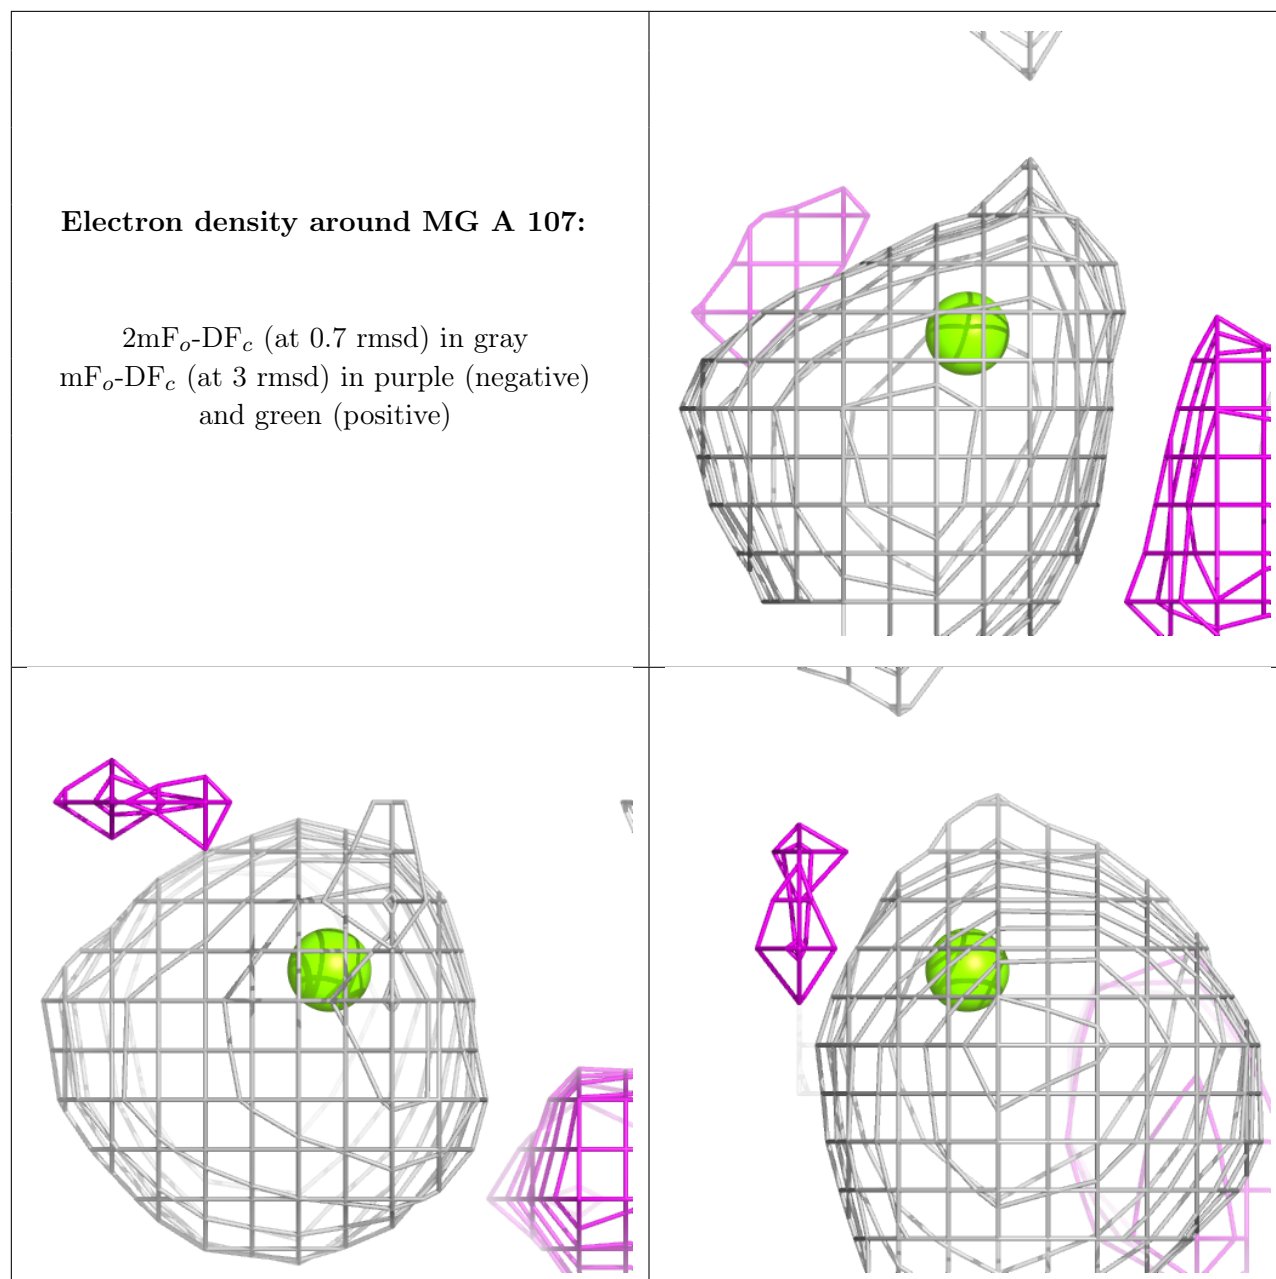 Electron density around MG A 107:
2mFo-DFc (at 0.7 rmsd) in gray
mFo-DFc (at 3 rmsd) in purple (negative)
and green (positive)